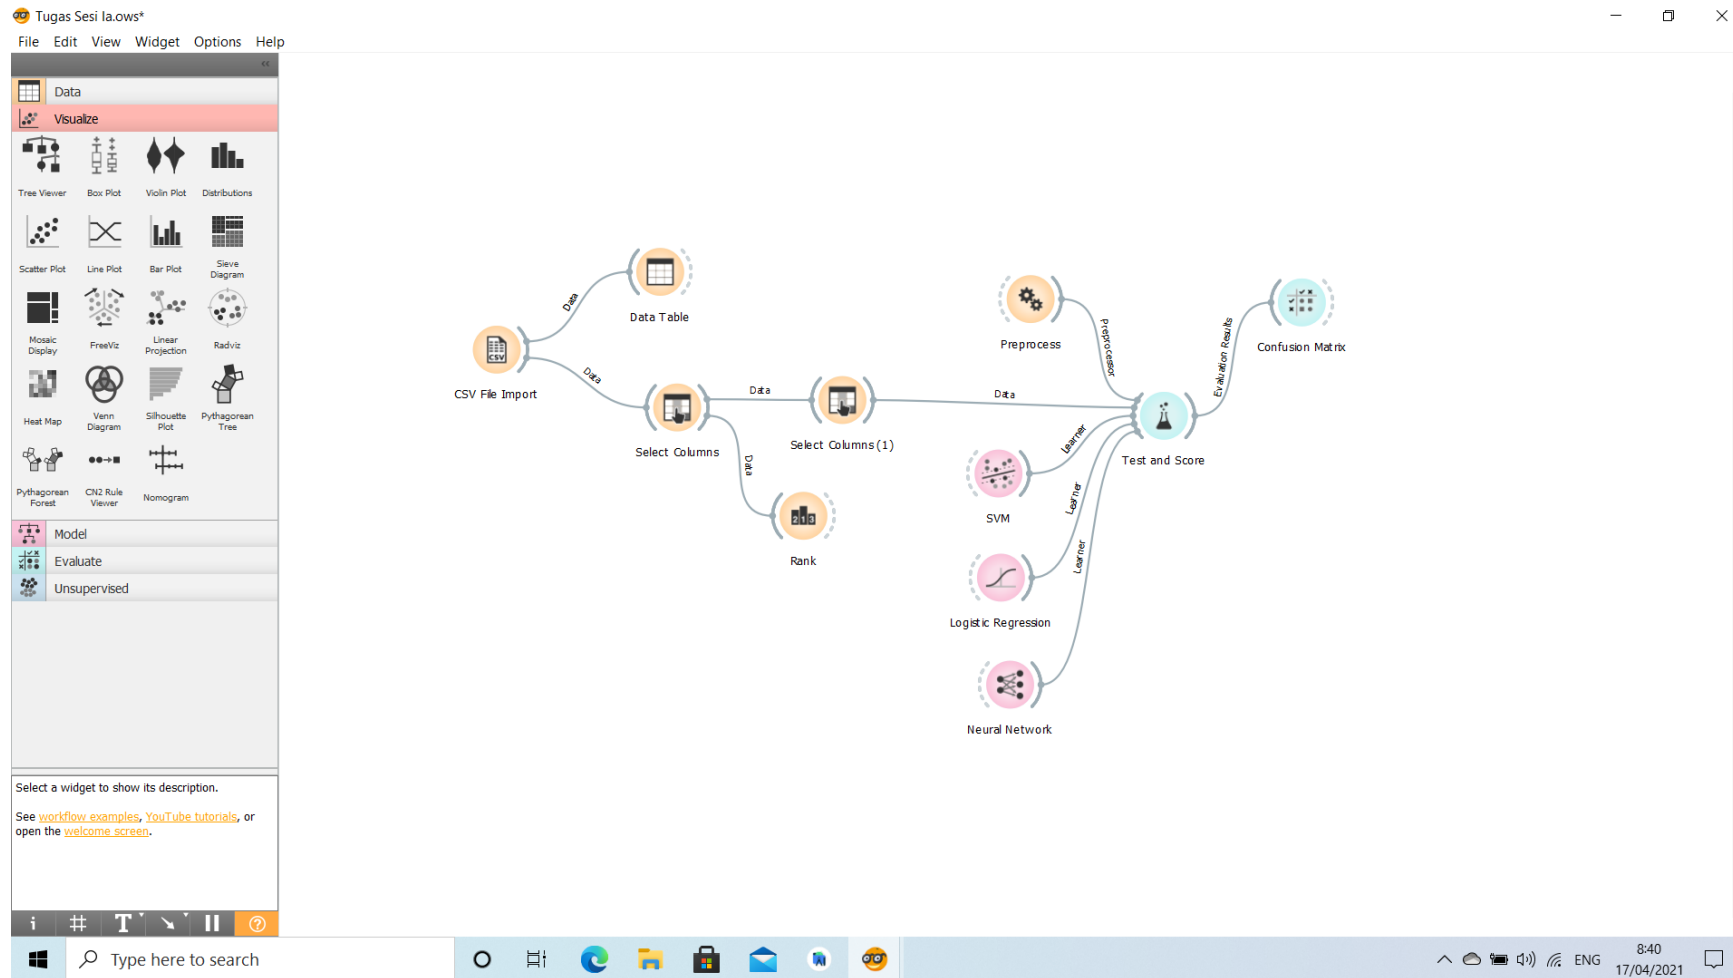 Tugas Sesi Ia.ows*
File Edit View Widget Options Help
Data
Visualize
Tree Viewer Box Plot Violin Plot Distributions
Scatter Plot Line Plot Bar Plot Sieve
Diagram
Mosaic
Display FreeViz Linear
Projection Radviz
Heat Map Venn
Diagram Silhouette
Plot Pythagorean
Tree
Pythagorean
Forest CN2 Rule
Viewer Nomogram
Model
Evaluate
Unsupervised
Select a widget to show its description.
See workflow examples, YouTube tutorials, or
open the welcome screen.
CSV
CSV File Import
Data
Data Table
Data
Select Columns
Data
Select Columns (1)
Data
2 1 3
Rank
Data
Preprocess
Preprocessor
SVM
Learner
Logistic Regression
Learner
Neural Network
Learner
Test and Score
Evaluation Results
Confusion Matrix
Type here to search
ENG
8:40
17/04/2021